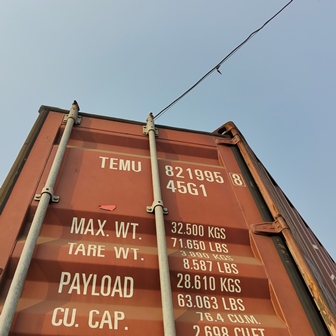 TEMU 821995 8
45G1
MAX. WT. 32.500 KGS
71.650 LBS
TARE WT. 3.890 KGS
8.587 LBS
PAYLOAD 28.610 KGS
63.063 LBS
CU. CAP. 76.4 CU.M.
2.698 CU.FT.